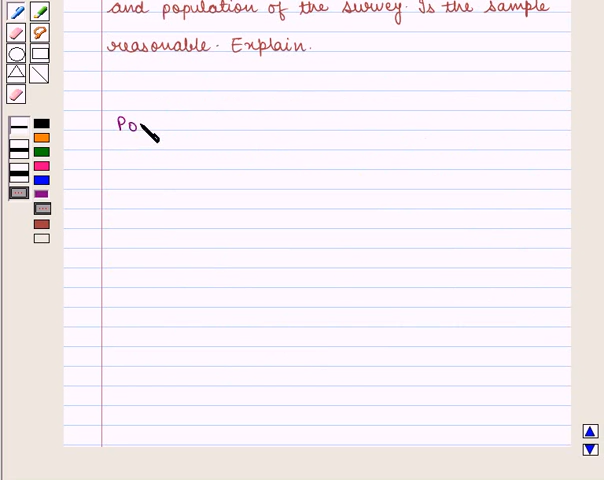 and population of the survey. Is the sample
reasonable. Explain.
Po